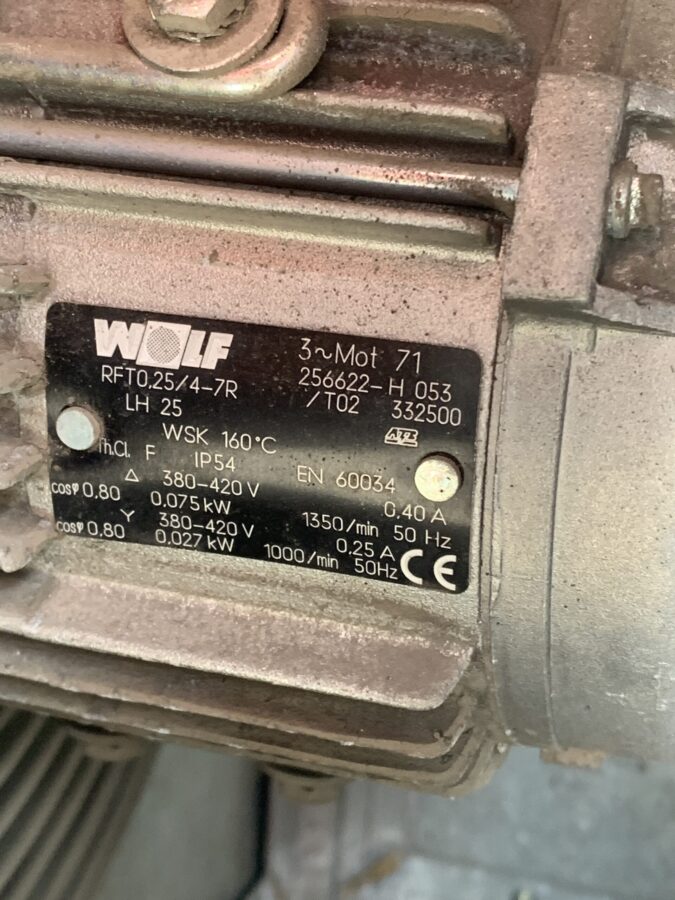 WOLF
3~Mot 71
RFT0,25/4-7R
256622-H 053
LH 25
/T02 332500
WSK 160°C
Th.Cl. F IP54
EN 60034
Δ 380-420 V 0,40 A
cosφ 0,80 0,075 kW 1350/min 50 Hz
Y 380-420 V 0,25 A
cosφ 0,80 0,027 kW 1000/min 50Hz
CE